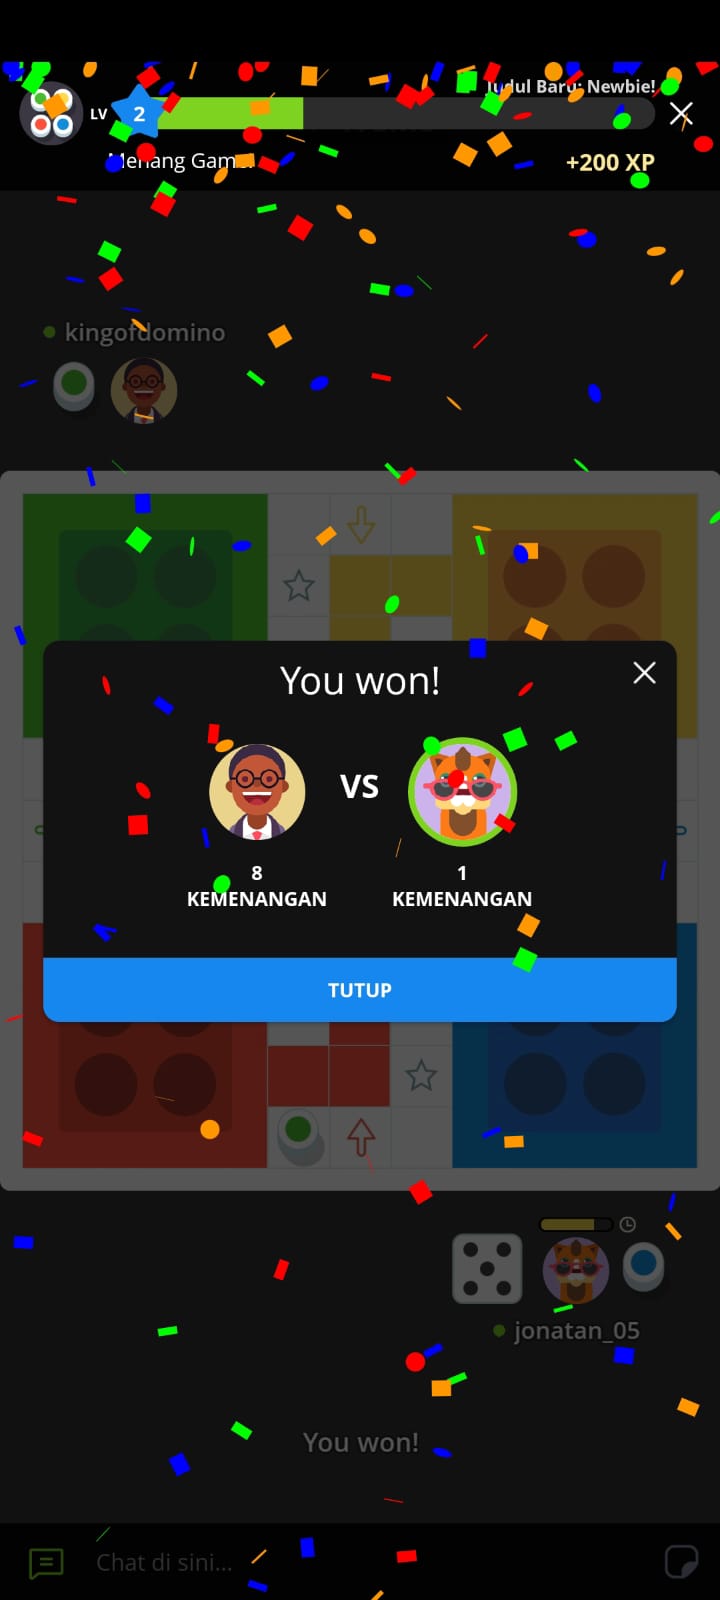 Judul Baru: Newbie!
LV 2
Menang Game!
+200 XP
kingofdomino
You won!
VS
8 1
KEMENANGAN KEMENANGAN
TUTUP
jonatan_05
You won!
Chat di sini...